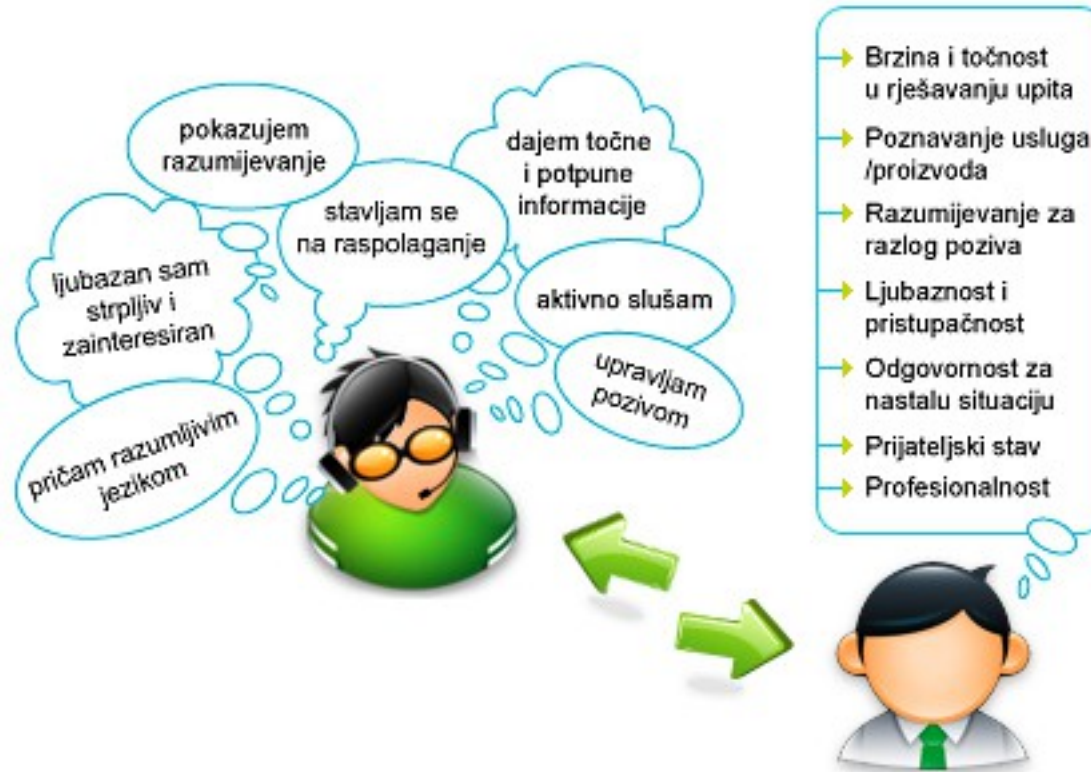 pokazujem
razumijevanje
dajem točne
i potpune
informacije
stavljam se
na raspolaganje
ljubazan sam
strpljiv i
zainteresiran
aktivno slušam
upravljam
pozivom
pričam razumljivim
jezikom
Brzina i točnost
u rješavanju upita
Poznavanje usluga
/proizvoda
Razumijevanje za
razlog poziva
Ljubaznost i
pristupačnost
Odgovornost za
nastalu situaciju
Prijateljski stav
Profesionalnost